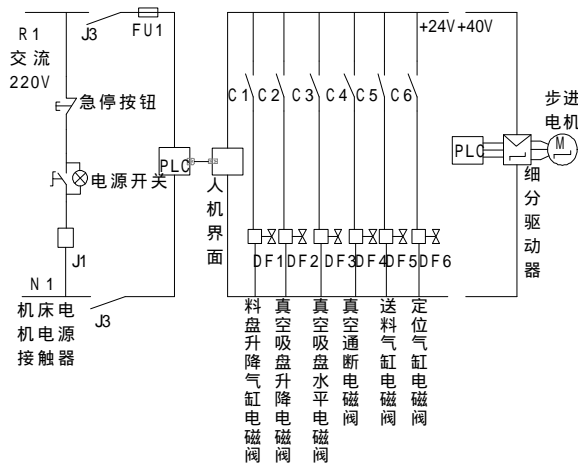 R1
交流
220V
J3
FU1
急停按钮
电源开关
J1
N1
J3
机床电
机电源
接触器
PLC
人机界面
+24V
+40V
C1
C2
C3
C4
C5
C6
DF1
DF2
DF3
DF4
DF5
DF6
料盘升降气缸电磁阀
真空吸盘升降电磁阀
真空吸盘水平电磁阀
真空通断电磁阀
送料气缸电磁阀
定位气缸电磁阀
PLC
步进
电机
M
细分驱动器